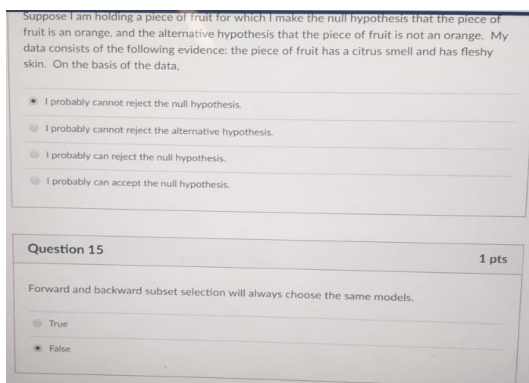 Suppose I am holding a piece of fruit for which I make the null hypothesis that the piece of
fruit is an orange, and the alternative hypothesis that the piece of fruit is not an orange. My
data consists of the following evidence: the piece of fruit has a citrus smell and has fleshy
skin. On the basis of the data,
I probably cannot reject the null hypothesis.
I probably cannot reject the alternative hypothesis.
I probably can reject the null hypothesis.
I probably can accept the null hypothesis.
Question 15
1 pts
Forward and backward subset selection will always choose the same models.
True
False